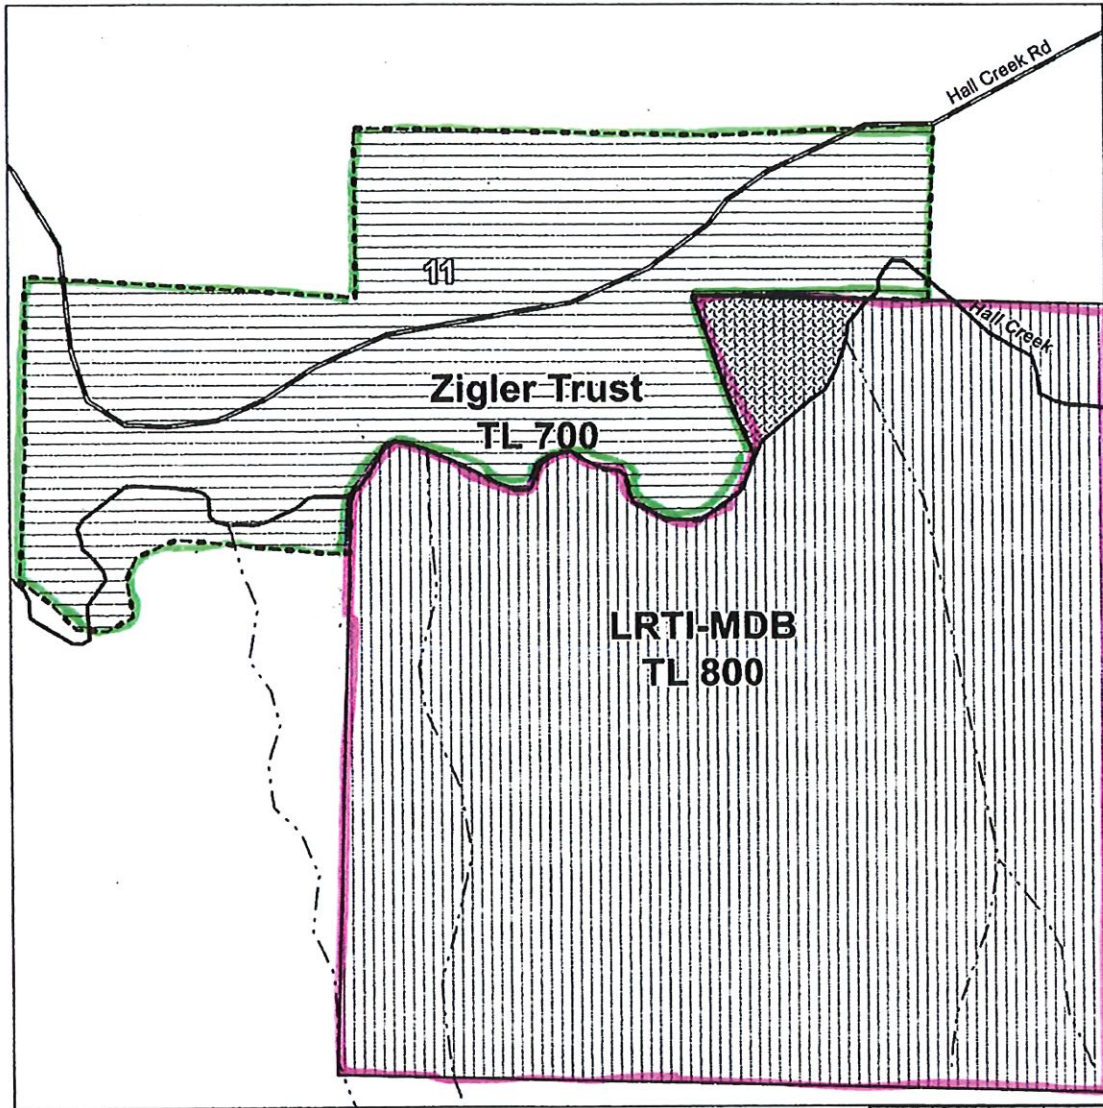 Hall Creek Rd
11
Hall Creek
Zigler Trust
TL 700
LRTI-MDB
TL 800